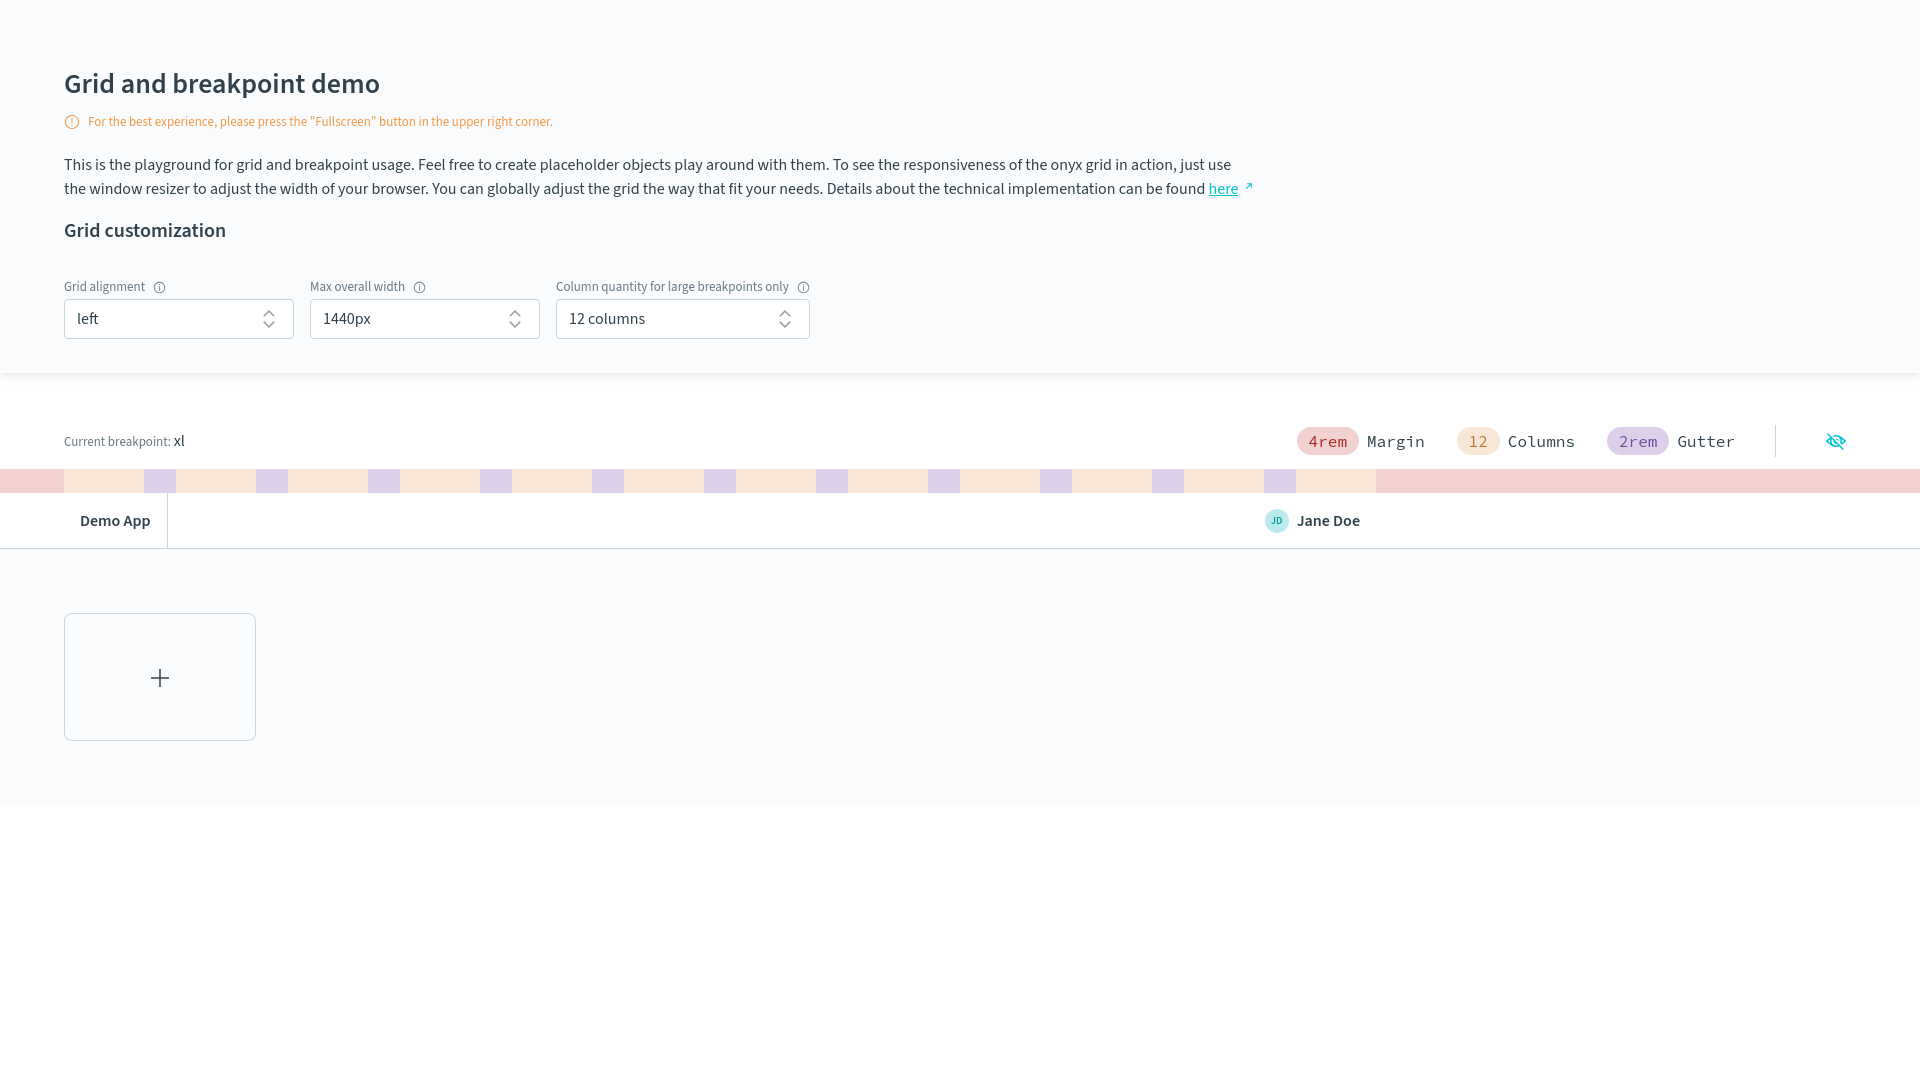 Grid and breakpoint demo
For the best experience, please press the "Fullscreen" button in the upper right corner.
This is the playground for grid and breakpoint usage. Feel free to create placeholder objects play around with them. To see the responsiveness of the onyx grid in action, just use
the window resizer to adjust the width of your browser. You can globally adjust the grid the way that fit your needs. Details about the technical implementation can be found here
Grid customization
Grid alignment Max overall width Column quantity for large breakpoints only
left 1440px 12 columns
Current breakpoint: xl 4rem Margin 12 Columns 2rem Gutter
Demo App JD Jane Doe